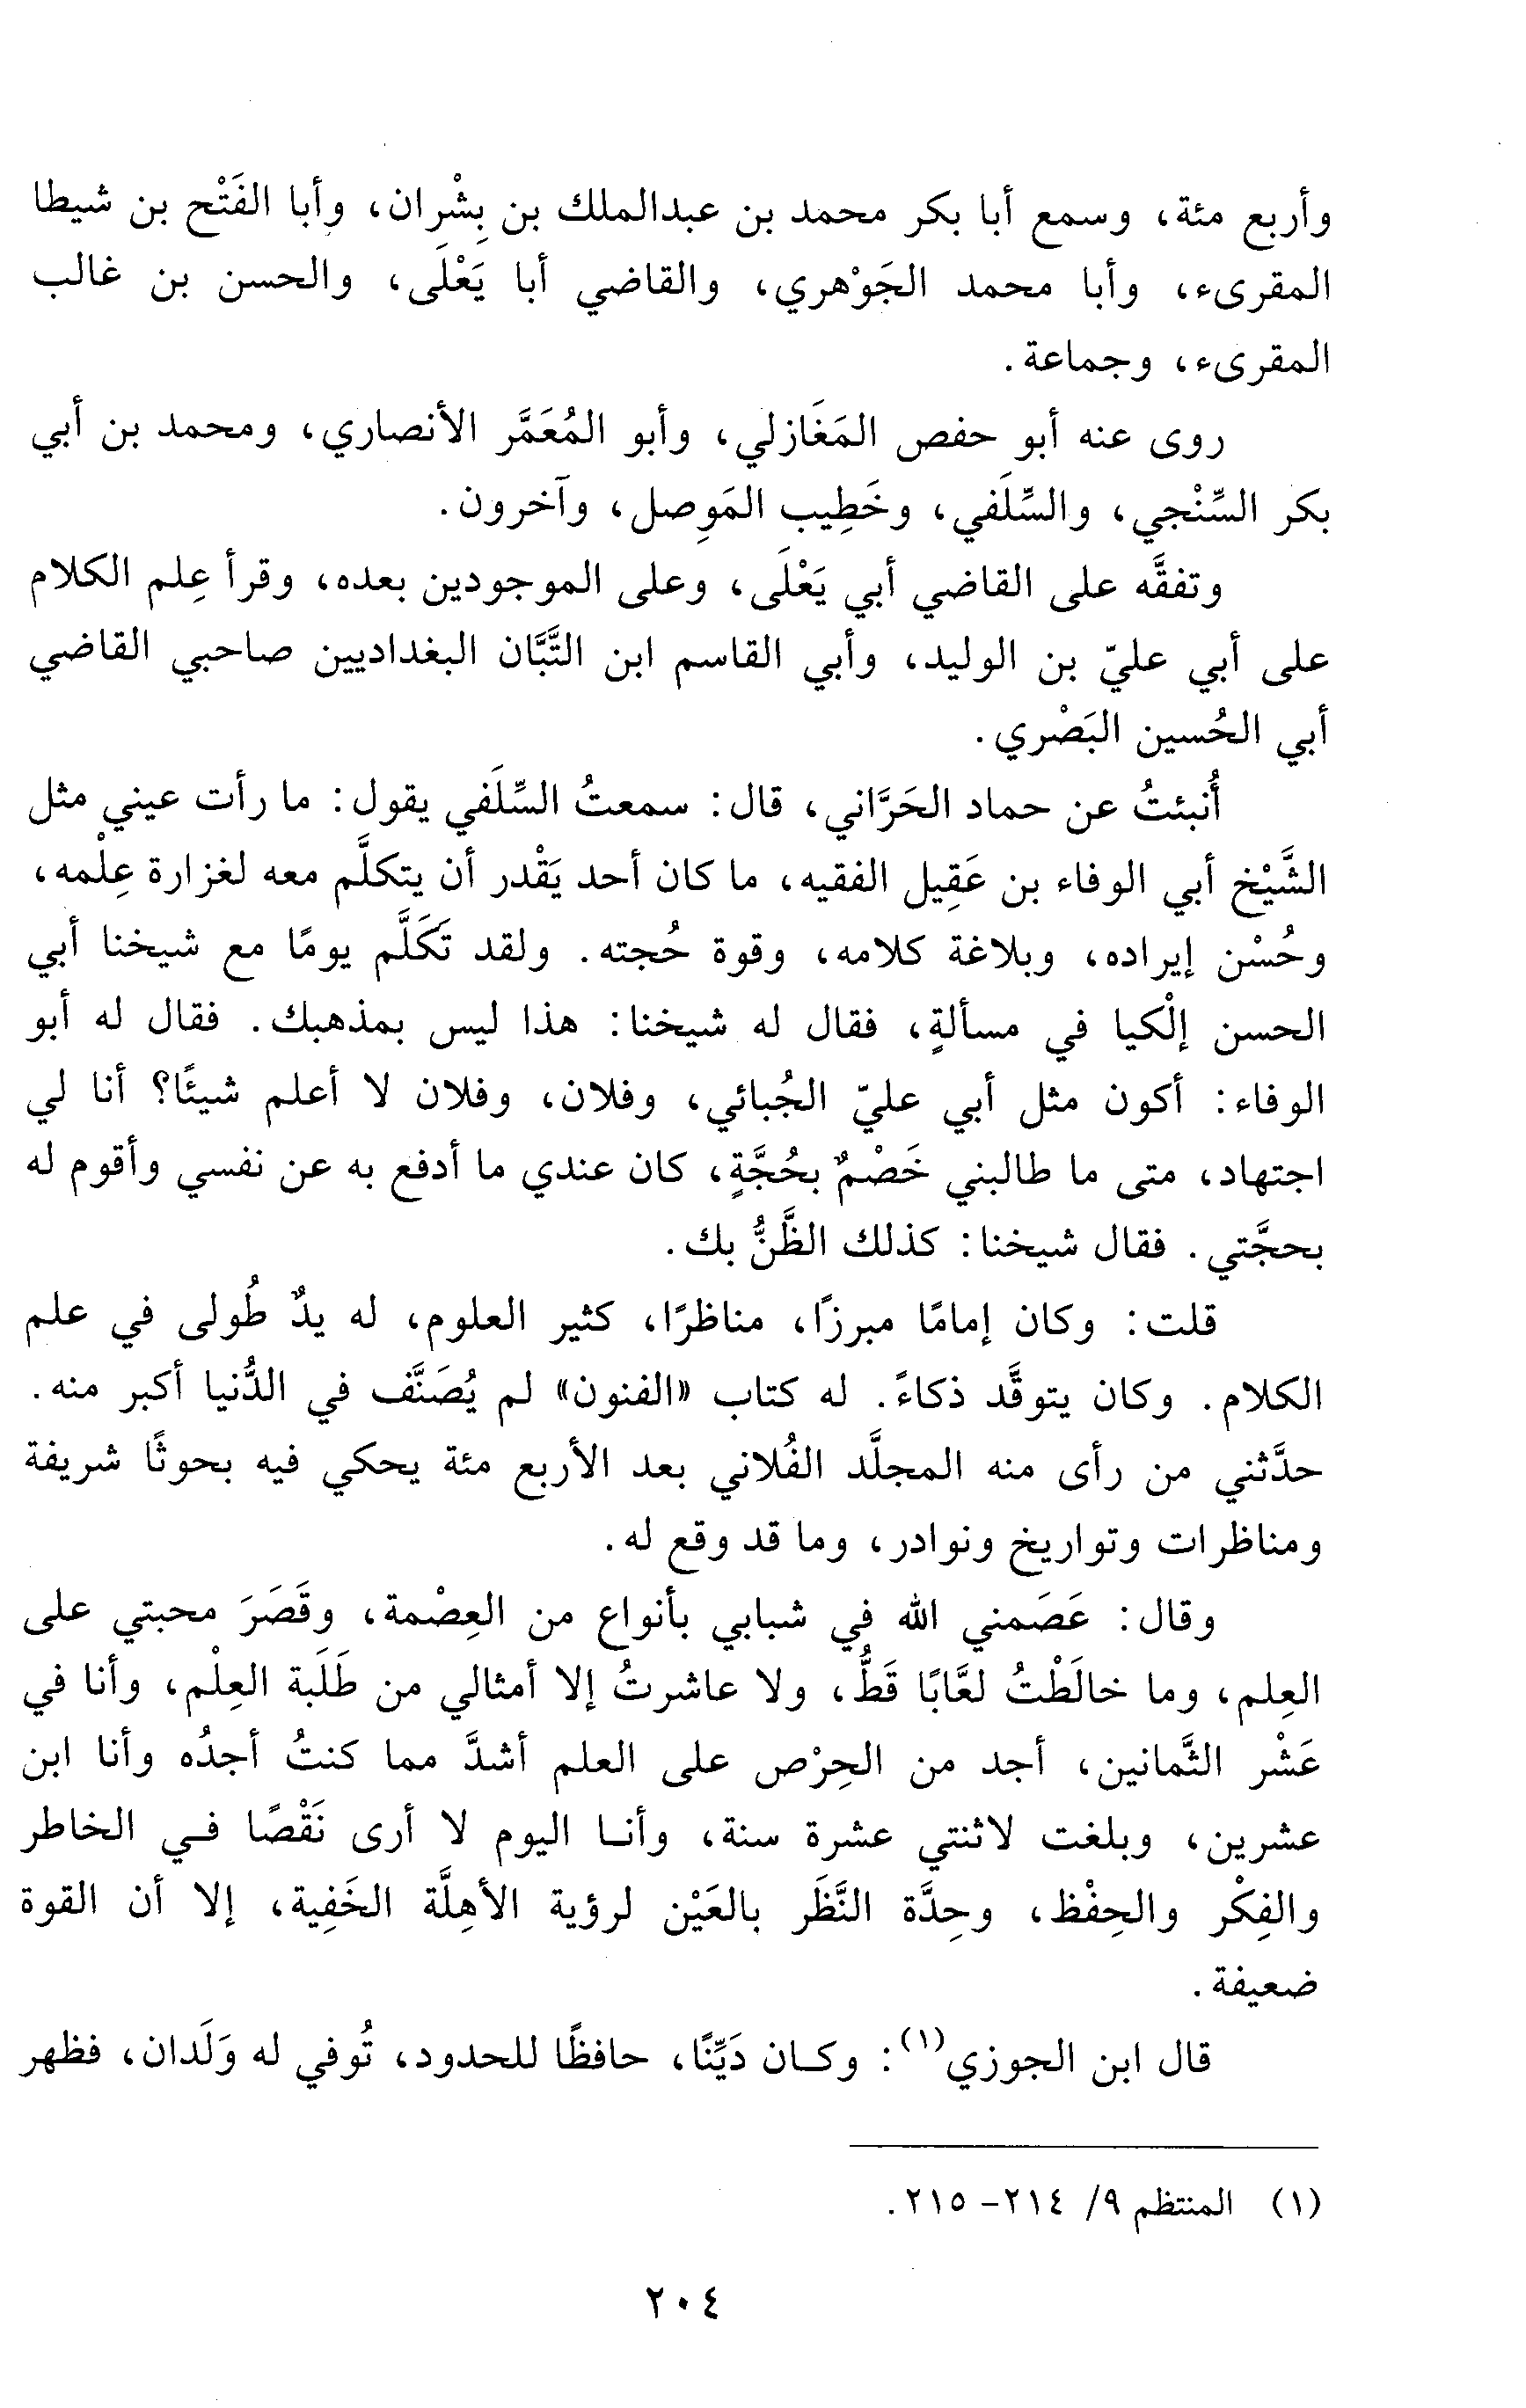 وأربع مئة، وسمع أبا بكر محمد بن عبدالملك بن بِشْران، وأبا الفَتْح بن شيطا
المقرىء، وأبا محمد الجَوْهري، والقاضي أبا يَعْلَى، والحسن بن غالب
المقرىء، وجماعة.
روى عنه أبو حفص المَغَازلي، وأبو المُعَمَّر الأنصاري، ومحمد بن أبي
بكر السِّنْجي، والسِّلَفي، وخَطِيب المَوصِل، وآخرون.
وتفقَّه على القاضي أبي يَعْلَى، وعلى الموجودين بعده، وقرأ عِلم الكلام
على أبي عليّ بن الوليد، وأبي القاسم ابن التَّبَّان البغداديين صاحبي القاضي
أبي الحُسين البَصْري.
أُنبئتُ عن حماد الحَرَّاني، قال: سمعتُ السِّلَفي يقول: ما رأت عيني مثل
الشَّيْخ أبي الوفاء بن عَقِيل الفقيه، ما كان أحد يَقْدر أن يتكلَّم معه لغزارة عِلْمه،
وحُسْن إيراده، وبلاغة كلامه، وقوة حُجته. ولقد تَكَلَّم يومًا مع شيخنا أبي
الحسن إلْكيا في مسألةٍ، فقال له شيخنا: هذا ليس بمذهبك. فقال له أبو
الوفاء: أكون مثل أبي عليّ الجُبائي، وفلان، وفلان لا أعلم شيئًا؟ أنا لي
اجتهاد، متى ما طالبني خَصْمٌ بحُجَّةٍ، كان عندي ما أدفع به عن نفسي وأقوم له
بحجَّتي. فقال شيخنا: كذلك الظَّنُّ بك.
قلت: وكان إمامًا مبرزًا، مناظرًا، كثير العلوم، له يدٌ طُولى في علم
الكلام. وكان يتوقَّد ذكاءً. له كتاب «الفنون» لم يُصَنَّف في الدُّنيا أكبر منه.
حدَّثني من رأى منه المجلَّد الفُلاني بعد الأربع مئة يحكي فيه بحوثًا شريفة
ومناظرات وتواريخ ونوادر، وما قد وقع له.
وقال: عَصَمني الله في شبابي بأنواع من العِصْمة، وقَصَرَ محبتي على
العِلم، وما خالَطْتُ لعَّابًا قَطُّ، ولا عاشرتُ إلا أمثالي من طَلَبة العِلْم، وأنا في
عَشْر الثَّمانين، أجد من الحِرْص على العلم أشدَّ مما كنتُ أجدُه وأنا ابن
عشرين، وبلغت لاثنتي عشرة سنة، وأنا اليوم لا أرى نَقْصًا في الخاطر
والفِكْر والحِفْظ، وحِدَّة النَّظَر بالعَيْن لرؤية الأهِلَّة الخَفِية، إلا أن القوة
ضعيفة.
قال ابن الجوزي(١): وكان دَيِّنًا، حافظًا للحدود، تُوفي له وَلَدان، فظهر
(١) المنتظم ٩/ ٢١٤- ٢١٥.
٢٠٤